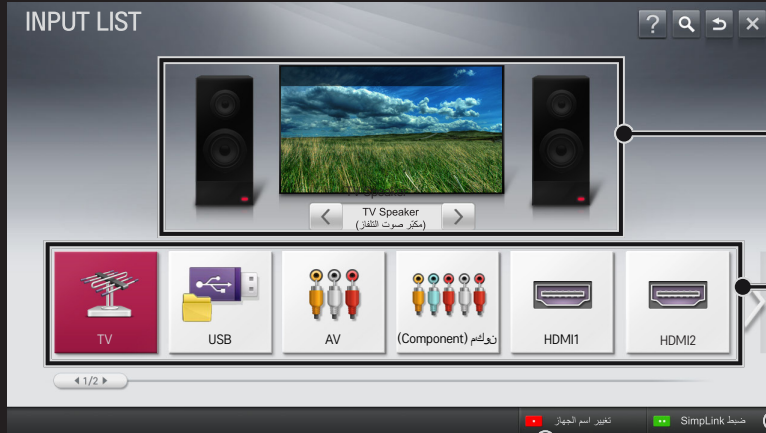 INPUT LIST
?
TV Speaker
(مكبّر صوت التلفاز)
TV
USB
AV
نوكم (Component)
HDMI1
HDMI2
1/2
تغيير اسم الجهاز
ضبط SimpLink